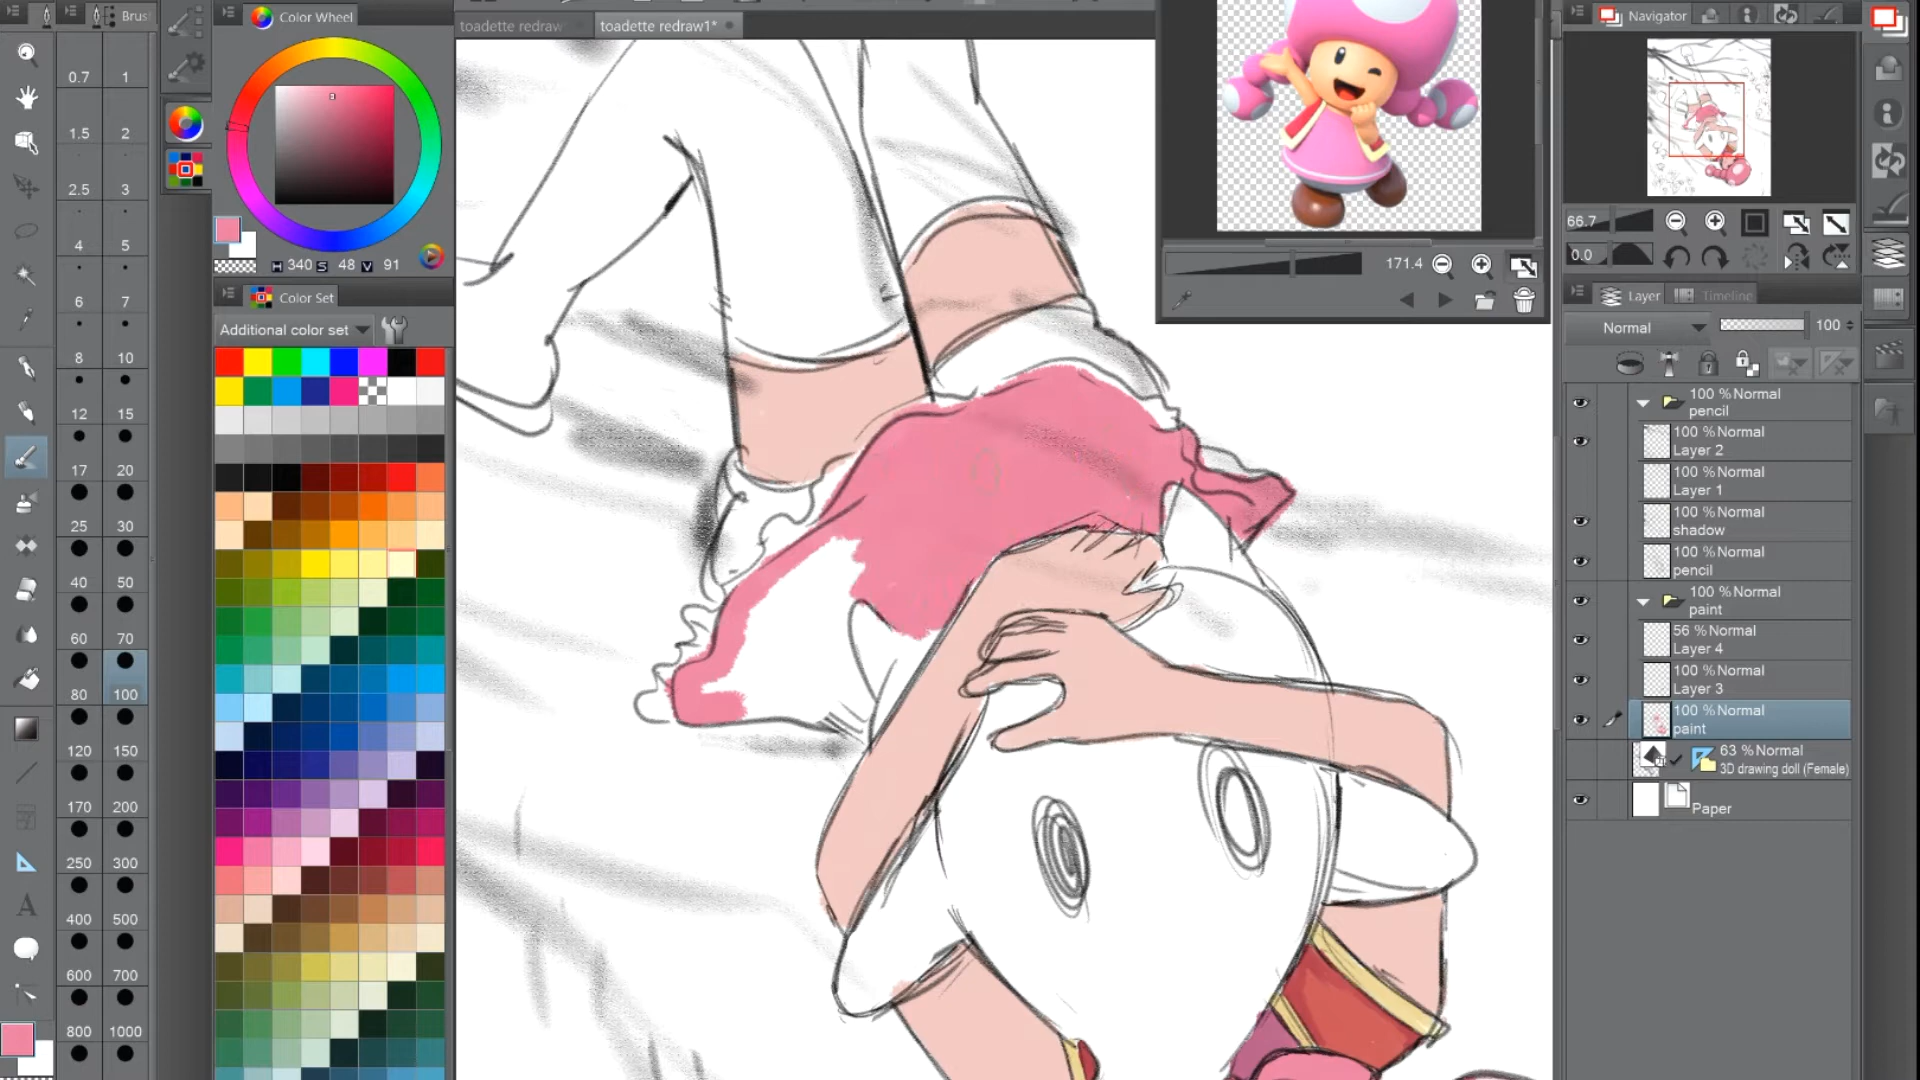 Brus
Color Wheel
toadette redraw
toadette redraw1*
Navigator
0.7 1
1.5 2
2.5 3
4 5
6 7
8 10
12 15
17 20
25 30
40 50
60 70
80 100
120 150
170 200
250 300
400 500
600 700
800 1000
H 340 S 48 V 91
Color Set
Additional color set
171.4
66.7
0.0
Layer
Timeline
Normal
100
100 % Normal
pencil
100 % Normal
Layer 2
100 % Normal
Layer 1
100 % Normal
shadow
100 % Normal
pencil
100 % Normal
paint
56 % Normal
Layer 4
100 % Normal
Layer 3
100 % Normal
paint
63 % Normal
3D drawing doll (Female)
Paper
A